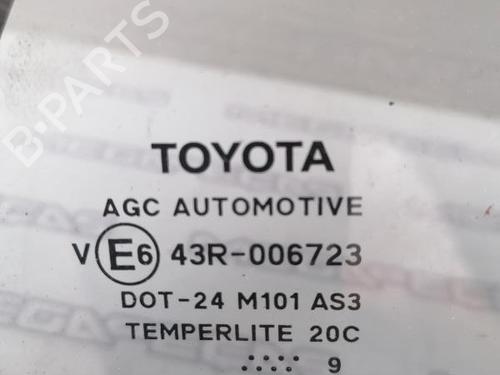 B-PARTS
TOYOTA
AGC AUTOMOTIVE
V E6 43R-006723
DOT-24 M101 AS3
TEMPERLITE 20C
9